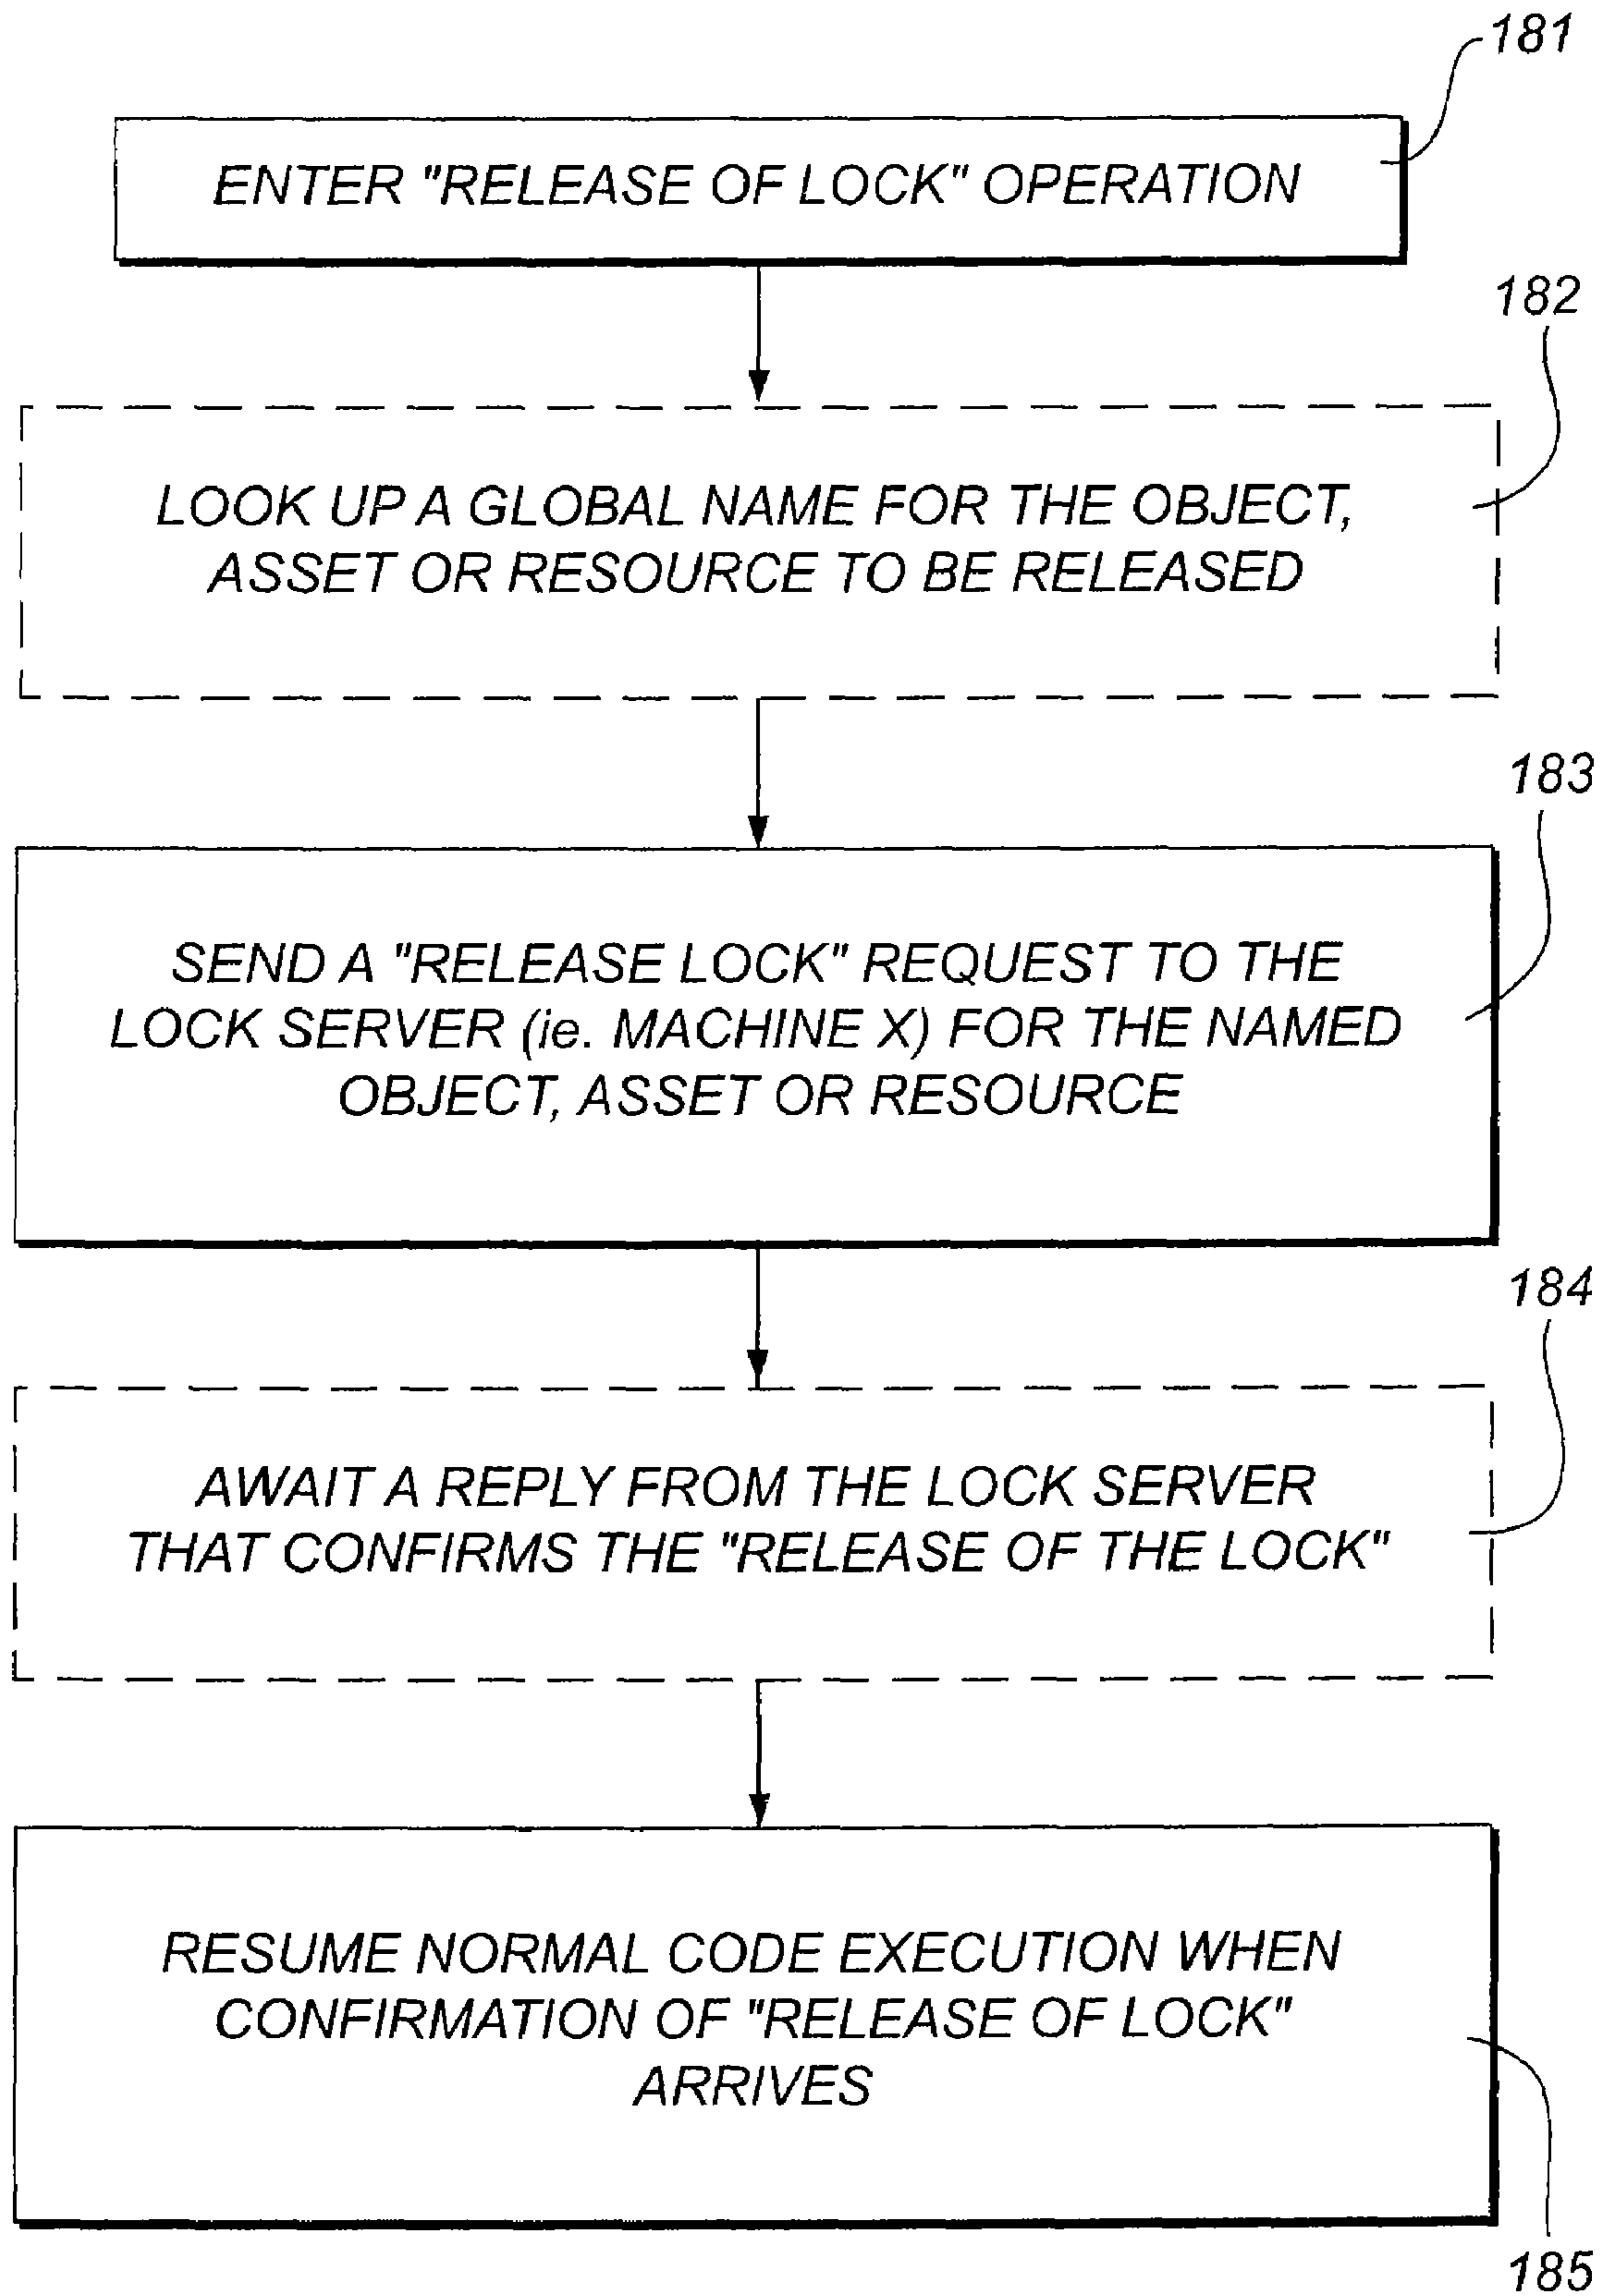 181
ENTER "RELEASE OF LOCK" OPERATION
182
LOOK UP A GLOBAL NAME FOR THE OBJECT,
ASSET OR RESOURCE TO BE RELEASED
183
SEND A "RELEASE LOCK" REQUEST TO THE
LOCK SERVER (ie. MACHINE X) FOR THE NAMED
OBJECT, ASSET OR RESOURCE
184
AWAIT A REPLY FROM THE LOCK SERVER
THAT CONFIRMS THE "RELEASE OF THE LOCK"
RESUME NORMAL CODE EXECUTION WHEN
CONFIRMATION OF "RELEASE OF LOCK"
ARRIVES
185